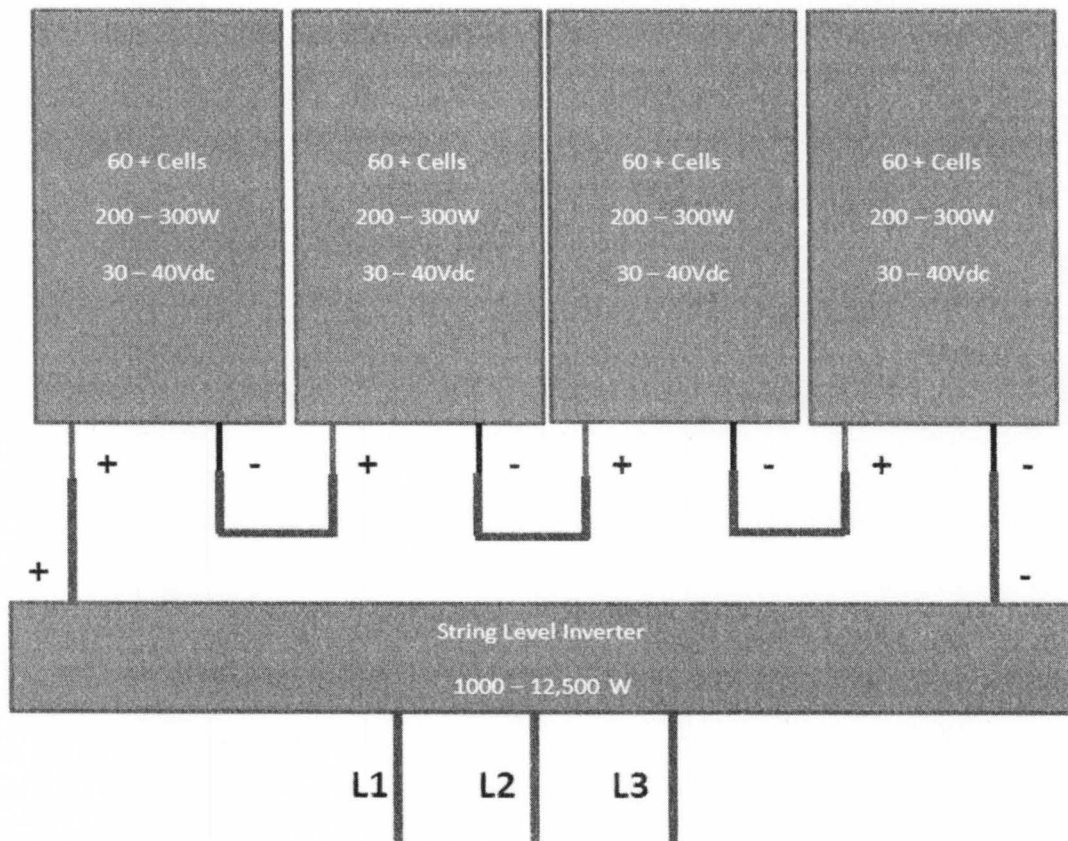 60 + Cells
200 – 300W
30 – 40Vdc
60 + Cells
200 – 300W
30 – 40Vdc
60 + Cells
200 – 300W
30 – 40Vdc
60 + Cells
200 – 300W
30 – 40Vdc
+ - + - + - + -
+ -
String Level Inverter
1000 – 12,500 W
L1 L2 L3